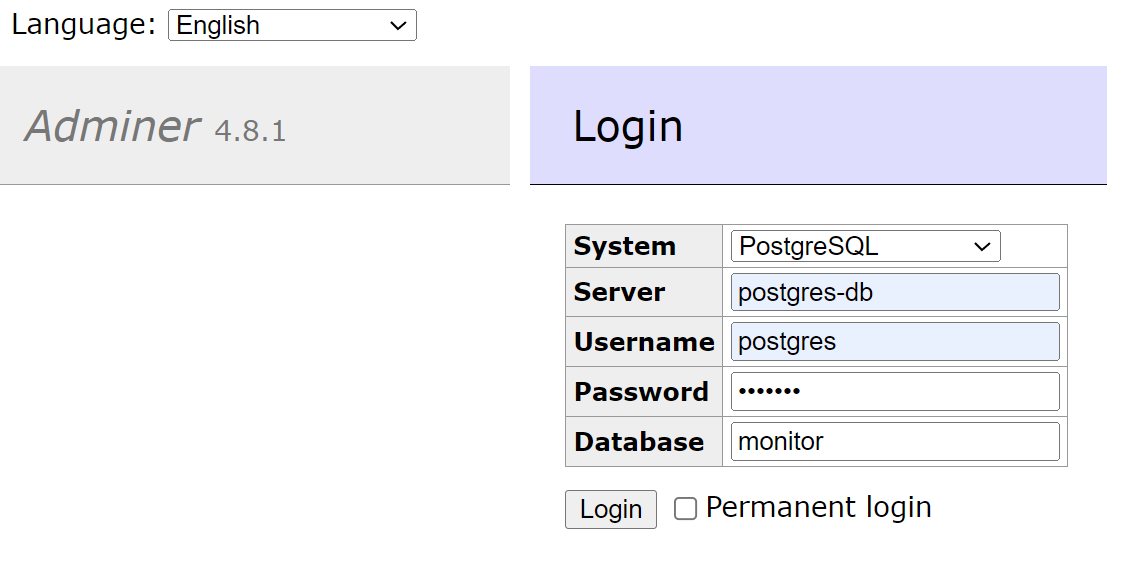 Language: English
Adminer 4.8.1
Login
System PostgreSQL
Server postgres-db
Username postgres
Password •••••••
Database monitor
Login Permanent login